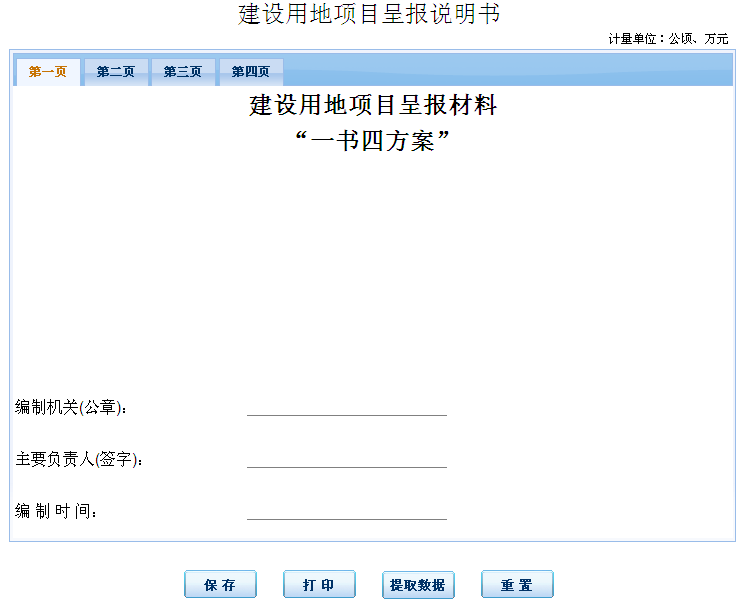 建设用地项目呈报说明书
计量单位：公顷、万元
第一页 第二页 第三页 第四页
建设用地项目呈报材料
“一书四方案”
编制机关(公章)：
主要负责人(签字)：
编 制 时 间：
保 存 打 印 提取数据 重 置